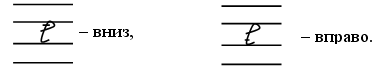 ℓ – вниз, ℓ – вправо.